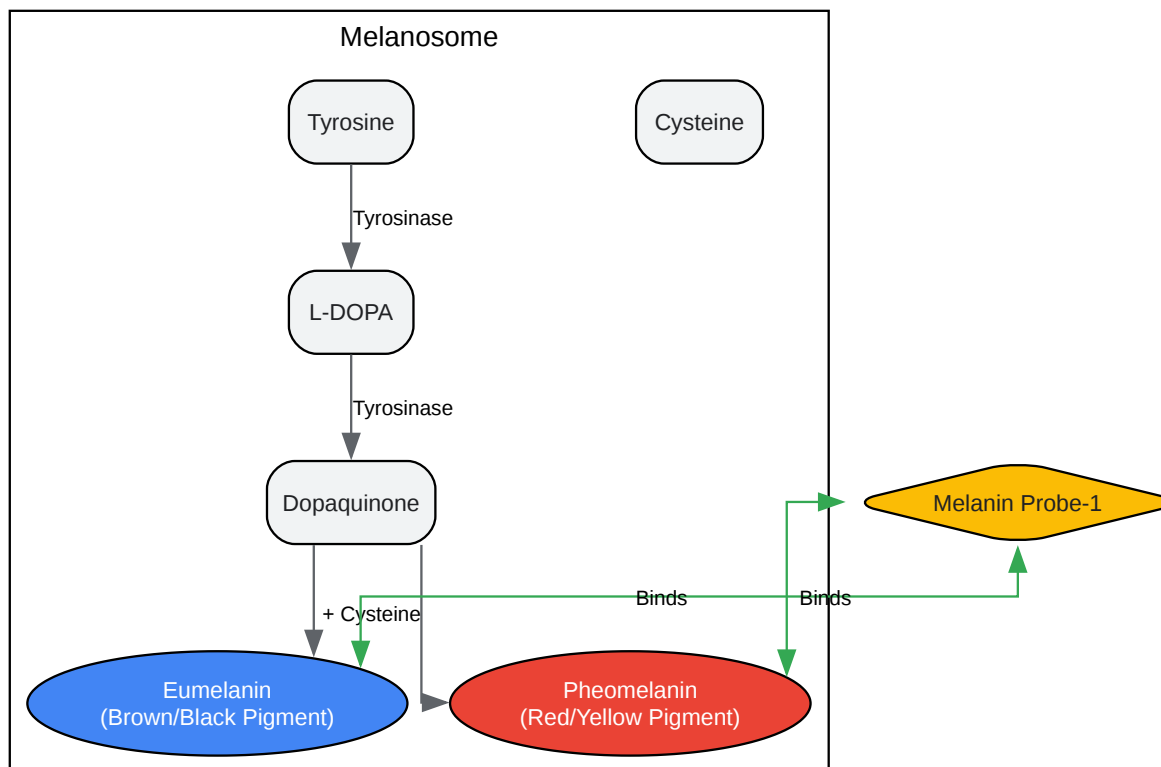 Melanosome
Tyrosine
Cysteine
Tyrosinase
L-DOPA
Tyrosinase
Dopaquinone
Melanin Probe-1
Binds
Binds
+ Cysteine
Eumelanin
(Brown/Black Pigment)
Pheomelanin
(Red/Yellow Pigment)